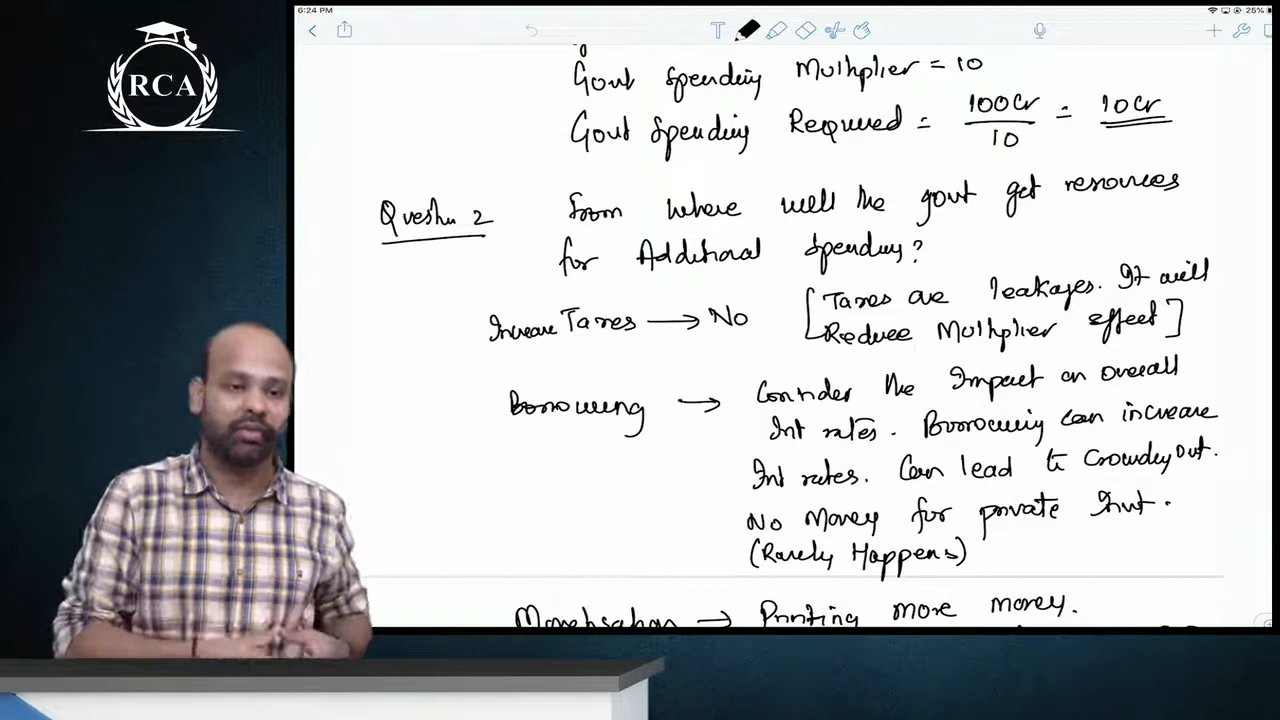 6:24 PM
25%
RCA
T
Govt Spending Multiplier = 10
Govt Spending Required = 100Cr / 10 = 10Cr
Question 2 From where will the govt get resources
for Additional Spending?
Increase Taxes → No [Taxes are leakages. It will
Reduce Multiplier effect]
Borrowing → Consider the Impact on overall
Int rates. Borrowing can increase
Int rates. Can lead to Crowding out.
No Money for private Invt.
(Rarely Happens)
Monetisation → Printing more money.